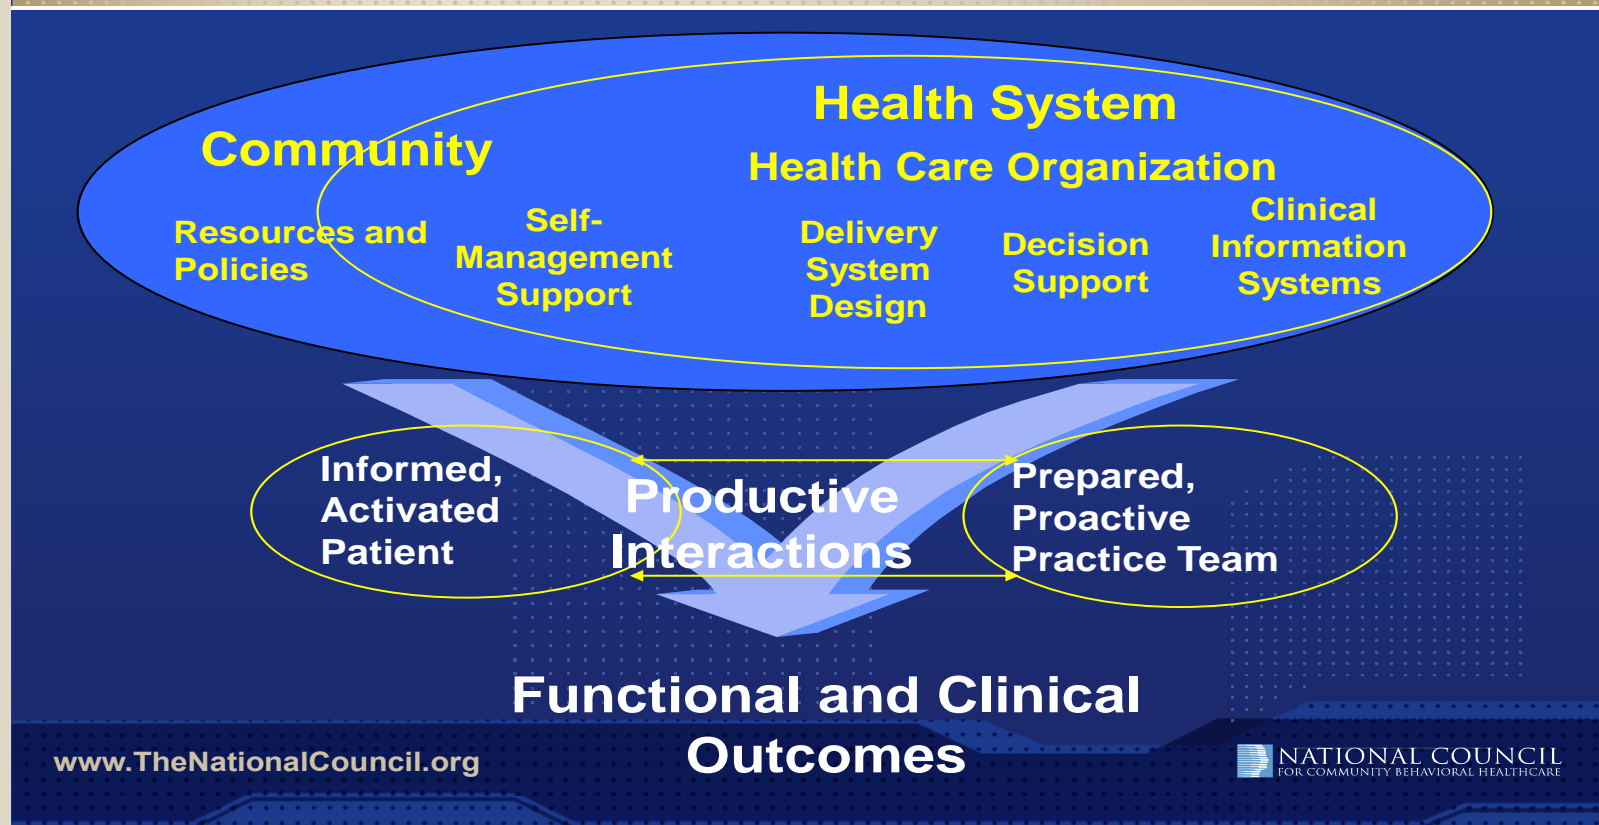 Health System
Community
Health Care Organization
Resources and
Policies
Self-
Management
Support
Delivery
System
Design
Decision
Support
Clinical
Information
Systems
Informed,
Activated
Patient
Productive
Interactions
Prepared,
Proactive
Practice Team
Functional and Clinical
Outcomes
www.TheNationalCouncil.org
NATIONAL COUNCIL
FOR COMMUNITY BEHAVIORAL HEALTHCARE